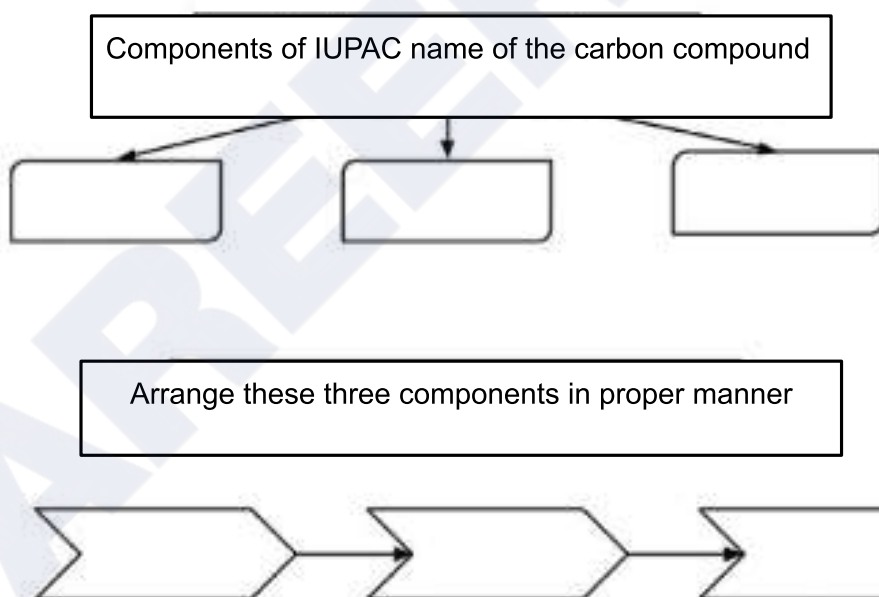 Components of IUPAC name of the carbon compound
Arrange these three components in proper manner